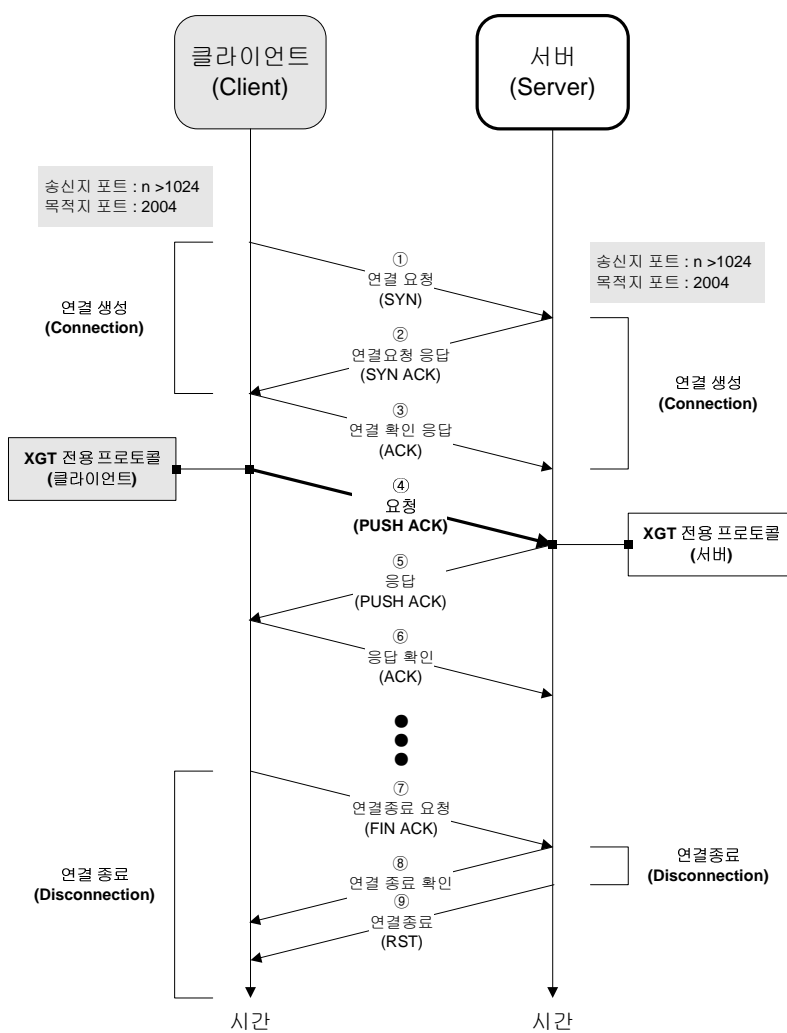 클라이언트
(Client)
서버
(Server)
송신지 포트 : n >1024
목적지 포트 : 2004
①
연결 요청
(SYN)
송신지 포트 : n >1024
목적지 포트 : 2004
연결 생성
(Connection)
②
연결요청 응답
(SYN ACK)
연결 생성
(Connection)
③
연결 확인 응답
(ACK)
XGT 전용 프로토콜
(클라이언트)
④
요청
(PUSH ACK)
XGT 전용 프로토콜
(서버)
⑤
응답
(PUSH ACK)
⑥
응답 확인
(ACK)
⑦
연결종료 요청
(FIN ACK)
연결 종료
(Disconnection)
연결종료
(Disconnection)
⑧
연결 종료 확인
⑨
연결종료
(RST)
시간
시간